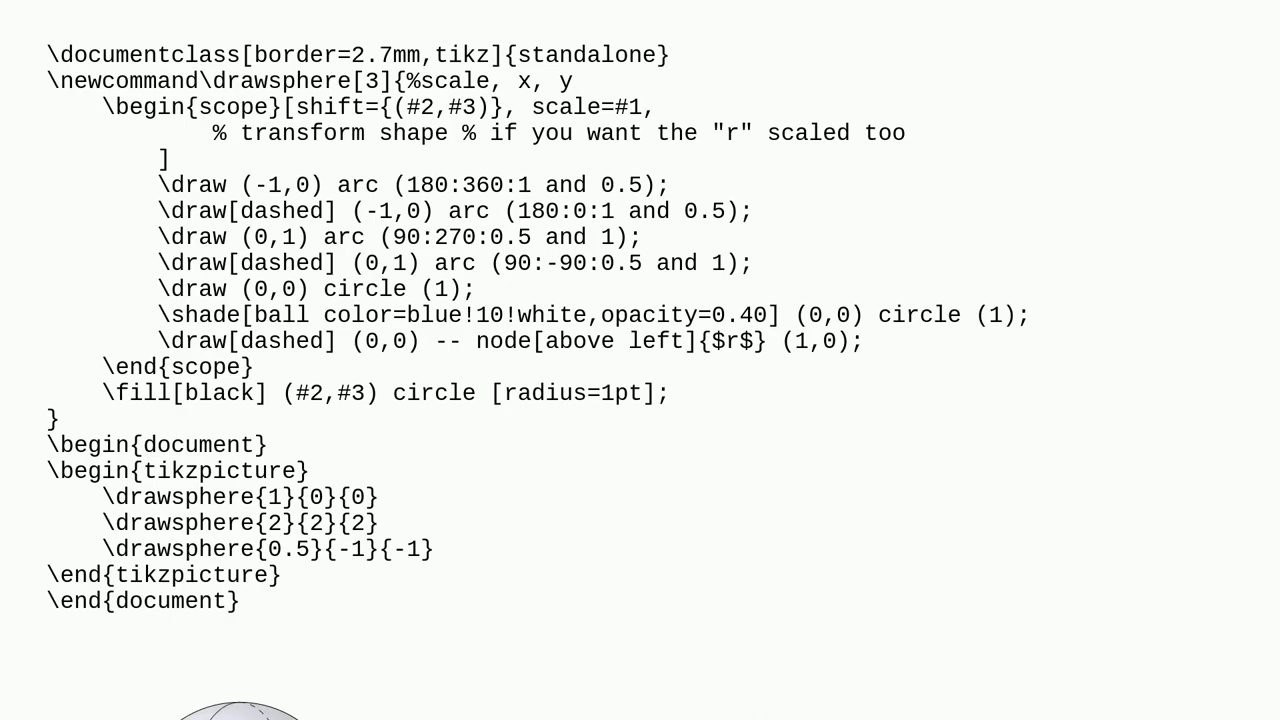 \documentclass[border=2.7mm,tikz]{standalone}
\newcommand\drawsphere[3]{%scale, x, y
    \begin{scope}[shift={(#2,#3)}, scale=#1,
            % transform shape % if you want the "r" scaled too
        ]
        \draw (-1,0) arc (180:360:1 and 0.5);
        \draw[dashed] (-1,0) arc (180:0:1 and 0.5);
        \draw (0,1) arc (90:270:0.5 and 1);
        \draw[dashed] (0,1) arc (90:-90:0.5 and 1);
        \draw (0,0) circle (1);
        \shade[ball color=blue!10!white,opacity=0.40] (0,0) circle (1);
        \draw[dashed] (0,0) -- node[above left]{$r$} (1,0);
    \end{scope}
    \fill[black] (#2,#3) circle [radius=1pt];
}
\begin{document}
\begin{tikzpicture}
    \drawsphere{1}{0}{0}
    \drawsphere{2}{2}{2}
    \drawsphere{0.5}{-1}{-1}
\end{tikzpicture}
\end{document}